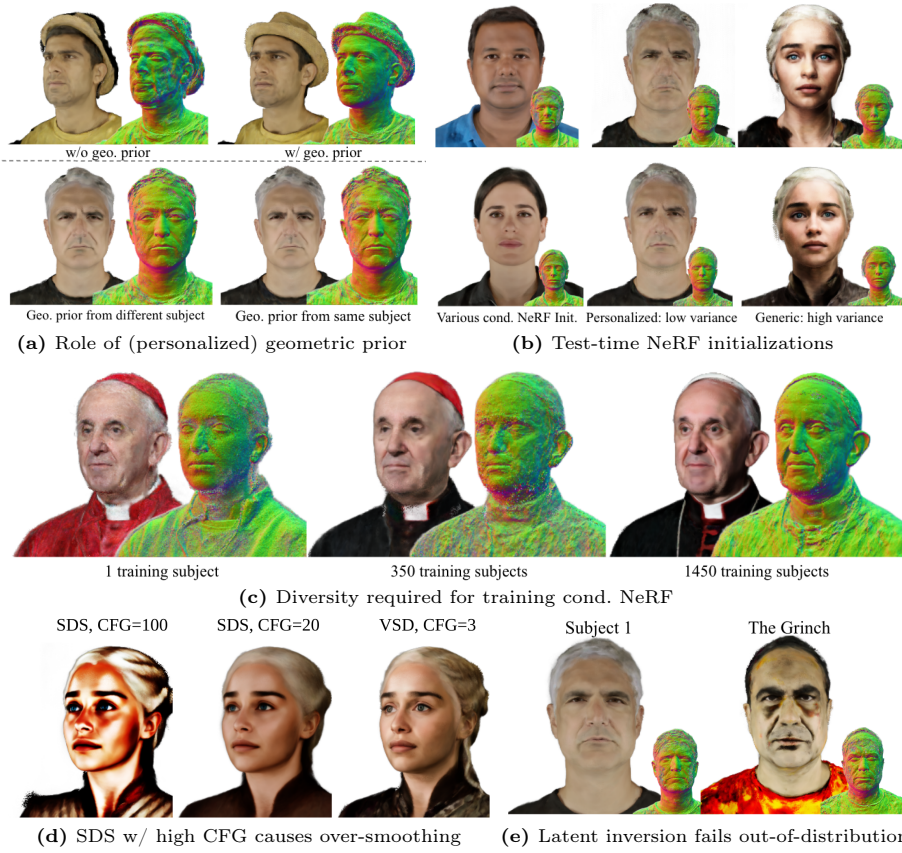 w/o geo. prior
w/ geo. prior
Geo. prior from different subject
Geo. prior from same subject
(a) Role of (personalized) geometric prior
Various cond. NeRF Init.
Personalized: low variance
Generic: high variance
(b) Test-time NeRF initializations
1 training subject
350 training subjects
1450 training subjects
(c) Diversity required for training cond. NeRF
SDS, CFG=100
SDS, CFG=20
VSD, CFG=3
(d) SDS w/ high CFG causes over-smoothing
Subject 1
The Grinch
(e) Latent inversion fails out-of-distribution